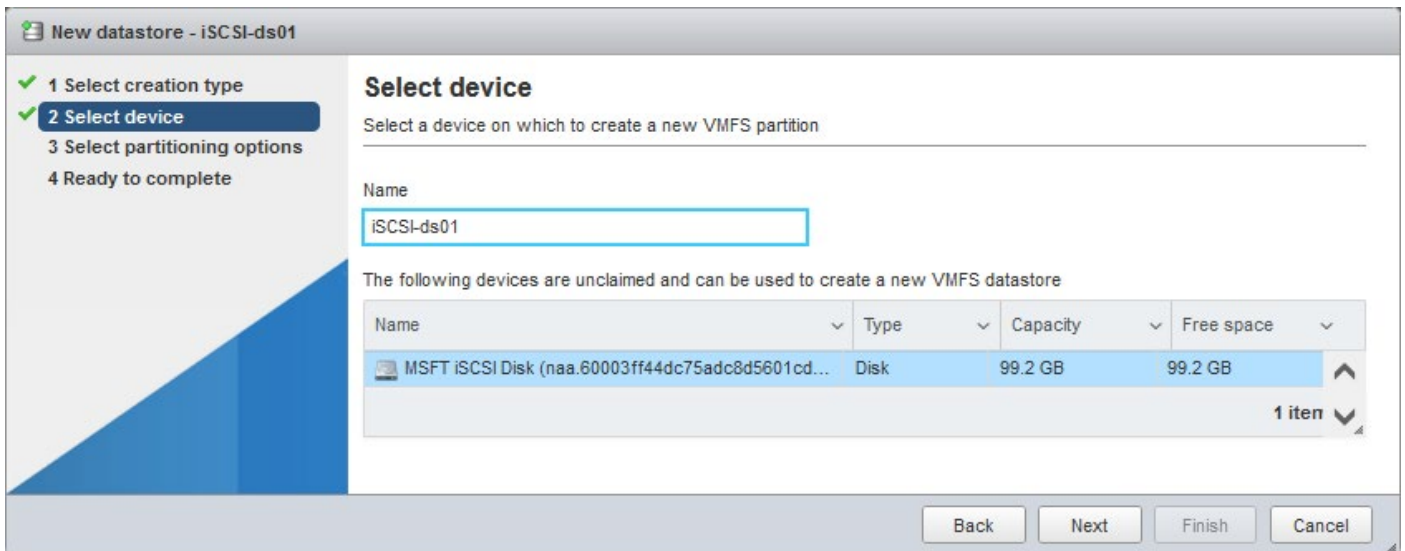 New datastore - iSCSI-ds01
1 Select creation type
2 Select device
3 Select partitioning options
4 Ready to complete
Select device
Select a device on which to create a new VMFS partition
Name
iSCSI-ds01
The following devices are unclaimed and can be used to create a new VMFS datastore
Name Type Capacity Free space
MSFT iSCSI Disk (naa.60003ff44dc75adc8d5601cd... Disk 99.2 GB 99.2 GB
1 item
Back Next Finish Cancel